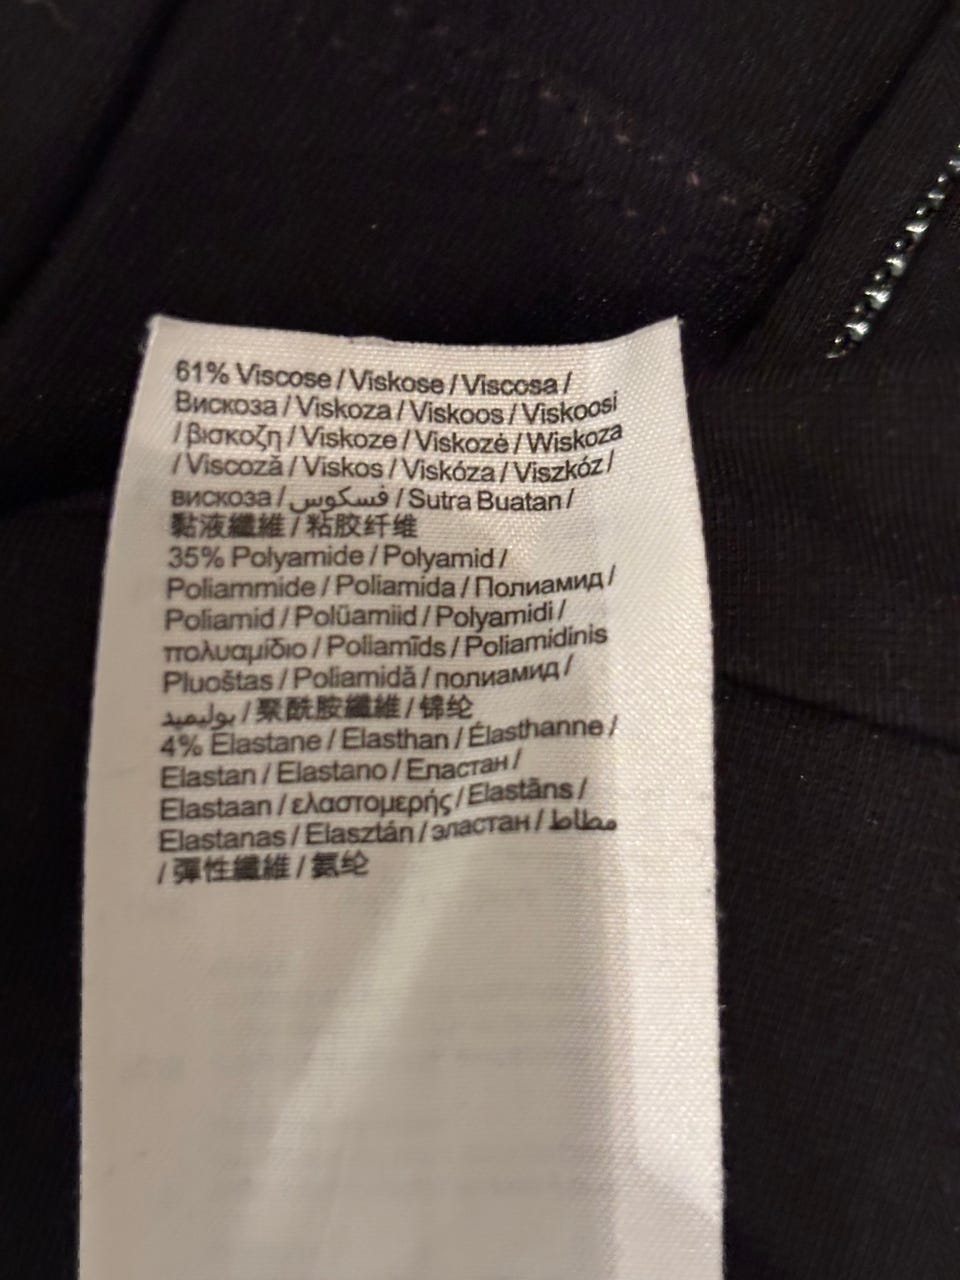 61% Viscose / Viskose / Viscosa /
Вискоза / Viskoza / Viskoos / Viskoosi
/ βισκοζη / Viskoze / Viskozė / Wiskoza
/ Viscoză / Viskos / Viskóza / Viszkóz /
вискоза / فسكوس / Sutra Buatan /
黏液纖維 / 粘胶纤维
35% Polyamide / Polyamid /
Poliammide / Poliamida / Полиамид /
Poliamid / Polüamiid / Polyamidi /
πολυαμίδιο / Poliamīds / Poliamidinis
Pluoštas / Poliamidă / полиамид /
بوليميد / 聚酰胺纖維 / 锦纶
4% Elastane / Elasthan / Élasthanne /
Elastan / Elastano / Еластан /
Elastaan / ελαστομερής / Elastāns /
Elastanas / Elasztán / эластан / مطاط
/ 彈性纖維 / 氨纶